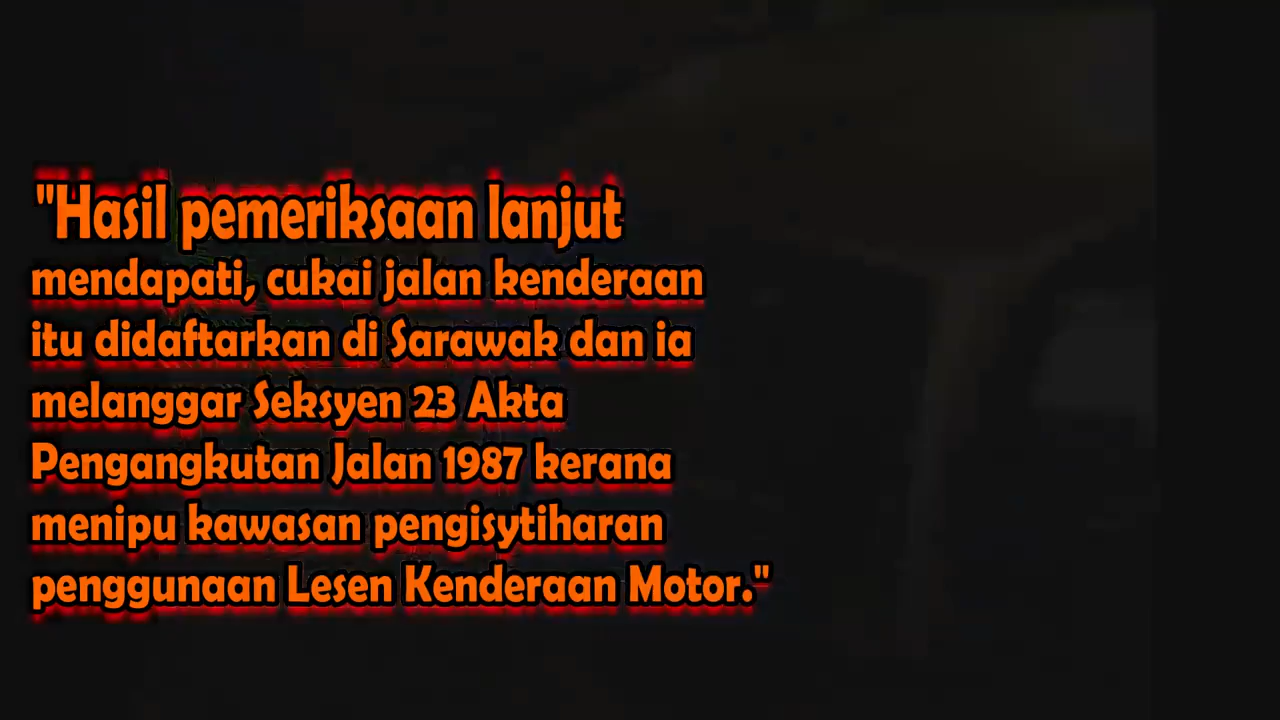 "Hasil pemeriksaan lanjut
mendapati, cukai jalan kenderaan
itu didaftarkan di Sarawak dan ia
melanggar Seksyen 23 Akta
Pengangkutan Jalan 1987 kerana
menipu kawasan pengisytiharan
penggunaan Lesen Kenderaan Motor."